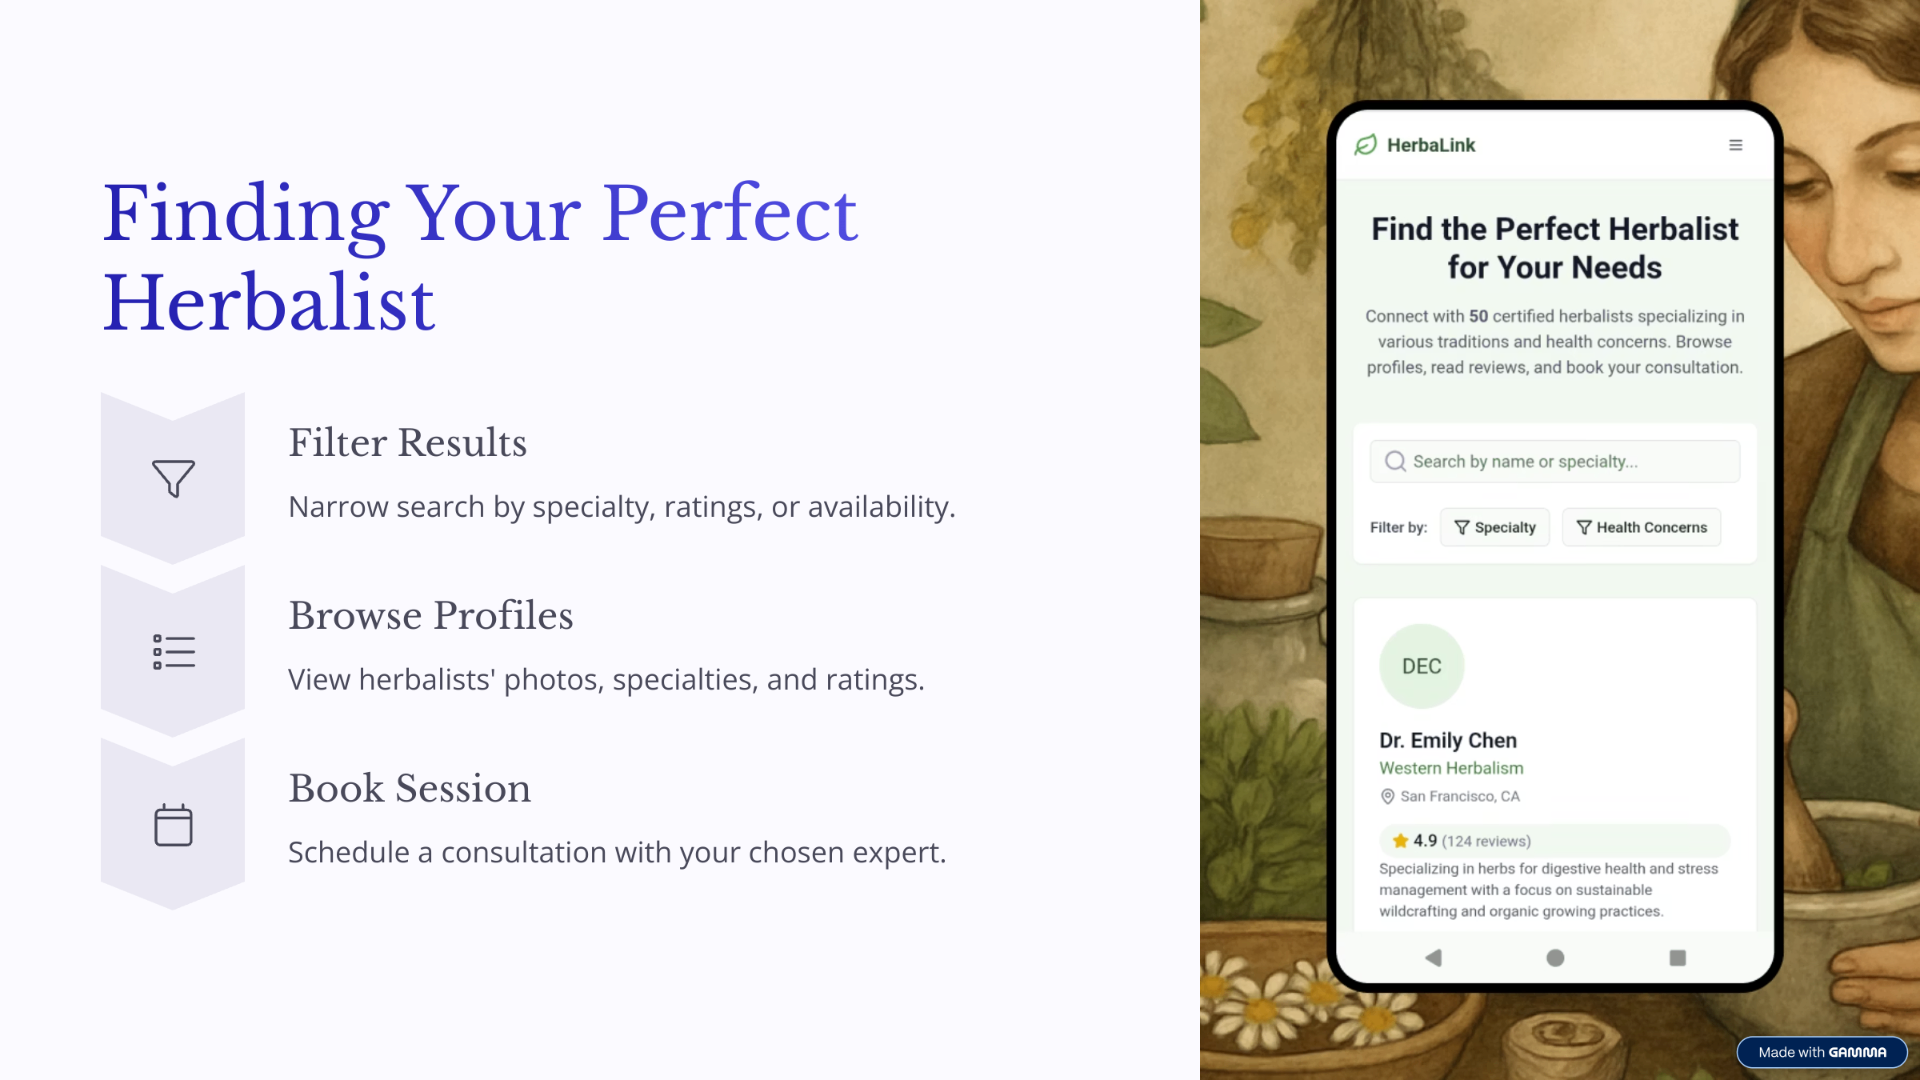 Finding Your Perfect
Herbalist
Filter Results
Narrow search by specialty, ratings, or availability.
Browse Profiles
View herbalists' photos, specialties, and ratings.
Book Session
Schedule a consultation with your chosen expert.
HerbaLink
Find the Perfect Herbalist
for Your Needs
Connect with 50 certified herbalists specializing in
various traditions and health concerns. Browse
profiles, read reviews, and book your consultation.
Search by name or specialty...
Filter by: Specialty Health Concerns
DEC
Dr. Emily Chen
Western Herbalism
San Francisco, CA
4.9 (124 reviews)
Specializing in herbs for digestive health and stress
management with a focus on sustainable
wildcrafting and organic growing practices.
Made with GAMMA